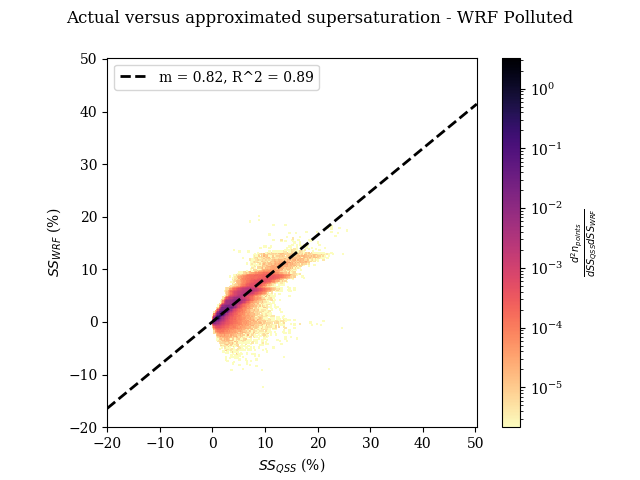 Actual versus approximated supersaturation - WRF Polluted
m = 0.82, R^2 = 0.89
SS_WRF (%)
50
40
30
20
10
0
−10
−20
−20 −10 0 10 20 30 40 50
SS_QSS (%)
10^0
10^−1
10^−2
10^−3
10^−4
10^−5
d^2 n_points
dSS_QSS dSS_WRF